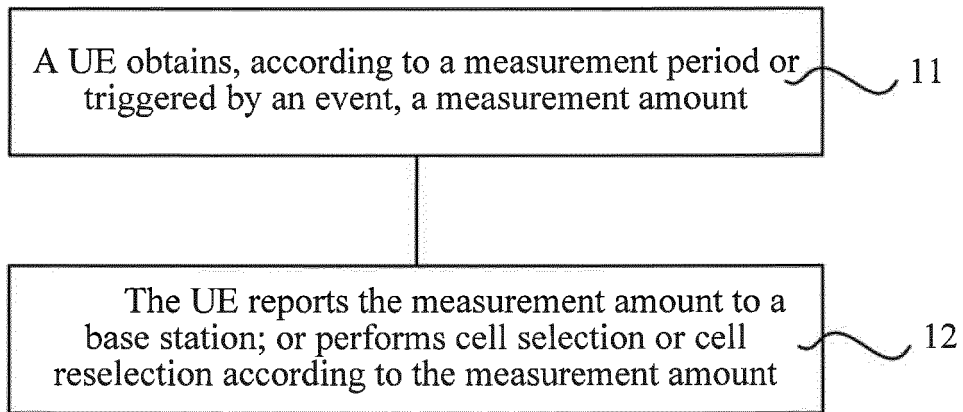 A UE obtains, according to a measurement period or
triggered by an event, a measurement amount
11
The UE reports the measurement amount to a
base station; or performs cell selection or cell
reselection according to the measurement amount
12